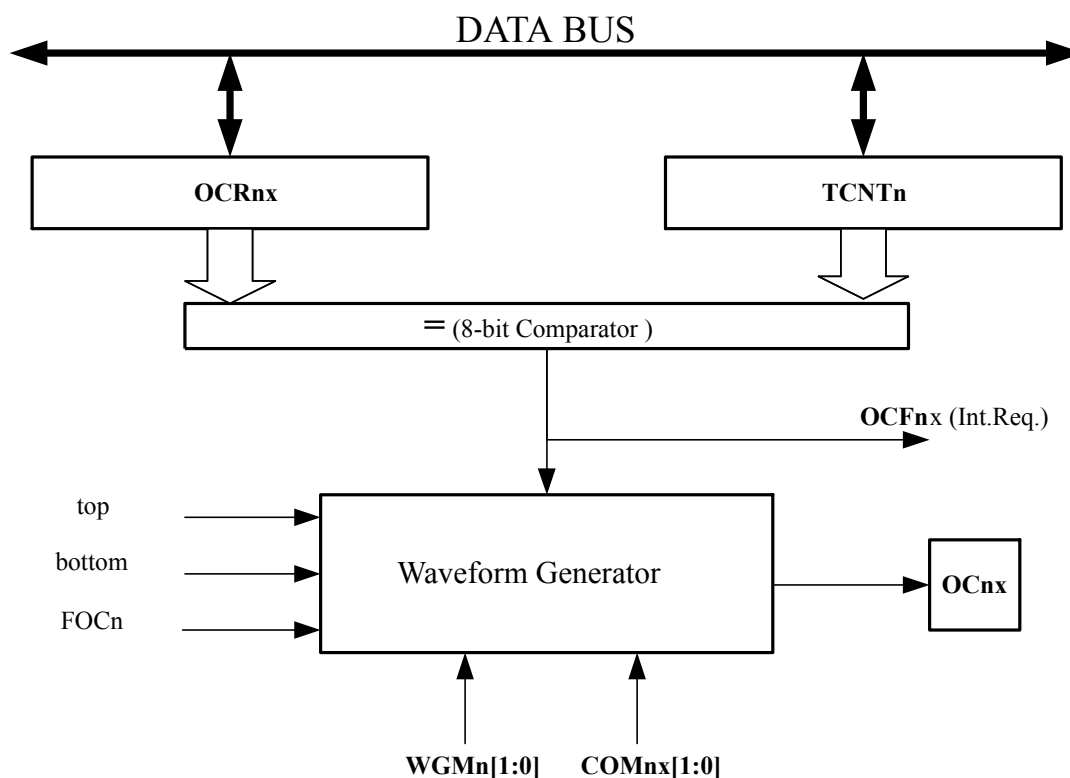 DATA BUS
OCRnx
TCNTn
= (8-bit Comparator )
OCFnx (Int.Req.)
top
bottom
FOCn
Waveform Generator
OCnx
WGMn[1:0]
COMnx[1:0]